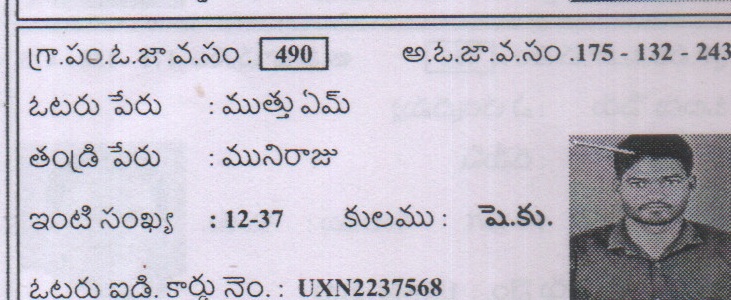 గ్రా.పం.ఓ.జా.వ.సం. 490 అ.ఓ.జా.వ.సం .175 - 132 - 243
ఓటరు పేరు : ముత్తు ఏమ్
తండ్రి పేరు : మునిరాజు
ఇంటి సంఖ్య : 12-37 కులము : షె.కు.
ఓటరు ఐడి. కార్డు నెం. : UXN2237568